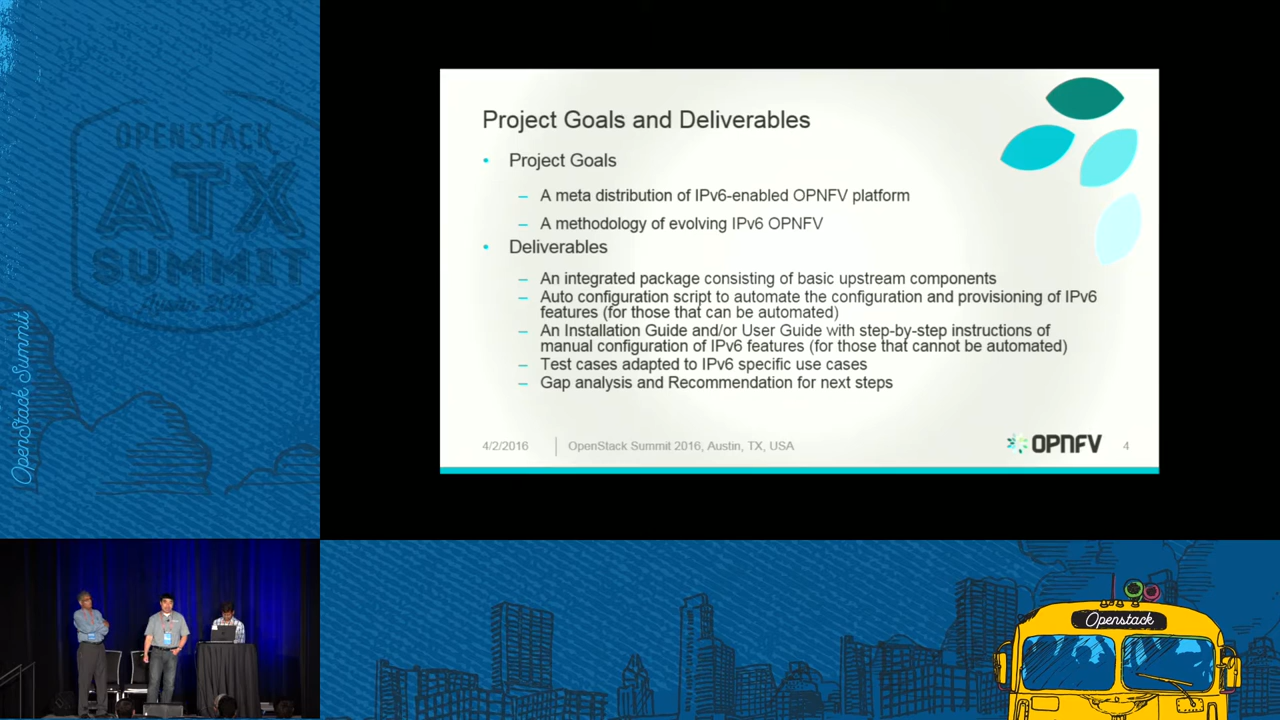 OPENSTACK
ATX
SUMMIT
OpenStack Summit
Project Goals and Deliverables
• Project Goals
– A meta distribution of IPv6-enabled OPNFV platform
– A methodology of evolving IPv6 OPNFV
• Deliverables
– An integrated package consisting of basic upstream components
– Auto configuration script to automate the configuration and provisioning of IPv6
features (for those that can be automated)
– An Installation Guide and/or User Guide with step-by-step instructions of
manual configuration of IPv6 features (for those that cannot be automated)
– Test cases adapted to IPv6 specific use cases
– Gap analysis and Recommendation for next steps
4/2/2016 OpenStack Summit 2016, Austin, TX, USA OPNFV 4
Openstack